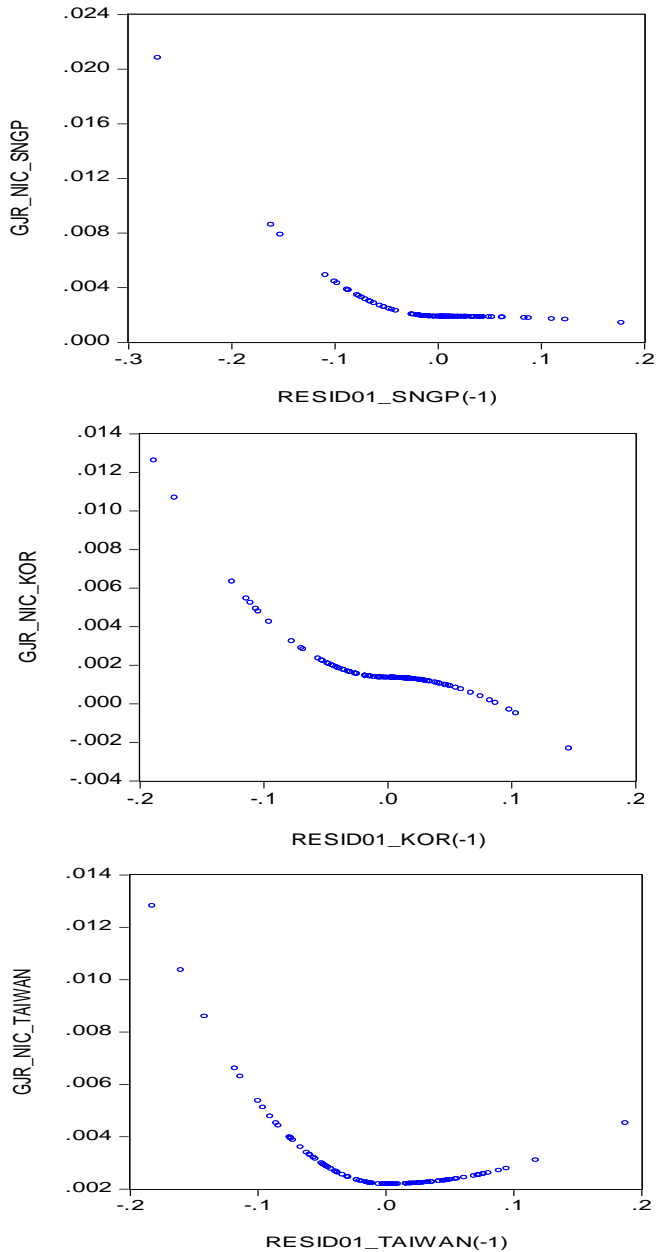 .024
.020
.016
.012
.008
.004
.000
GJR_NIC_SNGP
-.3 -.2 -.1 .0 .1 .2
RESID01_SNGP(-1)
.014
.012
.010
.008
.006
.004
.002
.000
-.002
-.004
GJR_NIC_KOR
-.2 -.1 .0 .1 .2
RESID01_KOR(-1)
.014
.012
.010
.008
.006
.004
.002
GJR_NIC_TAIWAN
-.2 -.1 .0 .1 .2
RESID01_TAIWAN(-1)